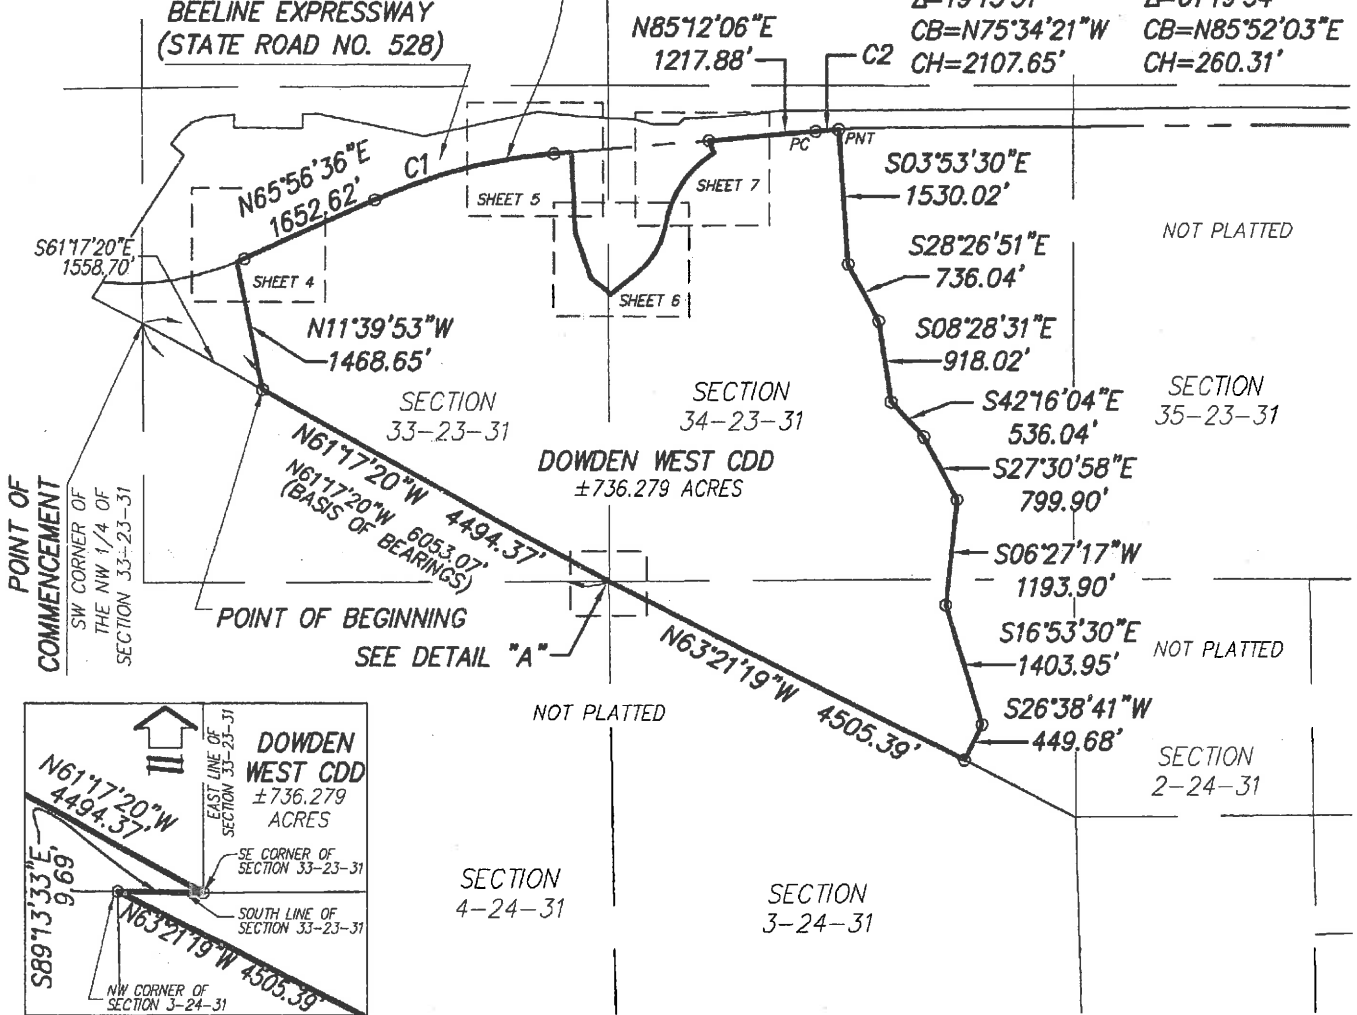 BEELINE EXPRESSWAY
(STATE ROAD NO. 528)
N85°12'06"E
1217.88'
C2
CB=N75°34'21"W
CH=2107.65'
CB=N85°52'03"E
CH=260.31'
PC
PNT
C1
N65°56'36"E
1652.62'
SHEET 5
SHEET 7
SHEET 4
SHEET 6
S61°17'20"E
1558.70'
N11°39'53"W
1468.65'
S03°53'30"E
1530.02'
NOT PLATTED
S28°26'51"E
736.04'
S08°28'31"E
918.02'
SECTION
33-23-31
SECTION
34-23-31
SECTION
35-23-31
S42°16'04"E
536.04'
DOWDEN WEST CDD
±736.279 ACRES
S27°30'58"E
799.90'
N61°17'20"W 4494.37'
N61°17'20"W 6053.07'
(BASIS OF BEARINGS)
POINT OF
COMMENCEMENT
SW CORNER OF
THE NW 1/4 OF
SECTION 33-23-31
S06°27'17"W
1193.90'
POINT OF BEGINNING
SEE DETAIL "A"
N63°21'19"W 4505.39'
S16°53'30"E
1403.95'
NOT PLATTED
NOT PLATTED
S26°38'41"W
449.68'
SECTION
2-24-31
SECTION
4-24-31
SECTION
3-24-31
EAST LINE OF
SECTION 33-23-31
DOWDEN
WEST CDD
±736.279
ACRES
N61°17'20"W
4494.37'
S89°13'33"E
9.69'
SE CORNER OF
SECTION 33-23-31
SOUTH LINE OF
SECTION 33-23-31
N63°21'19"W 4505.39'
NW CORNER OF
SECTION 3-24-31